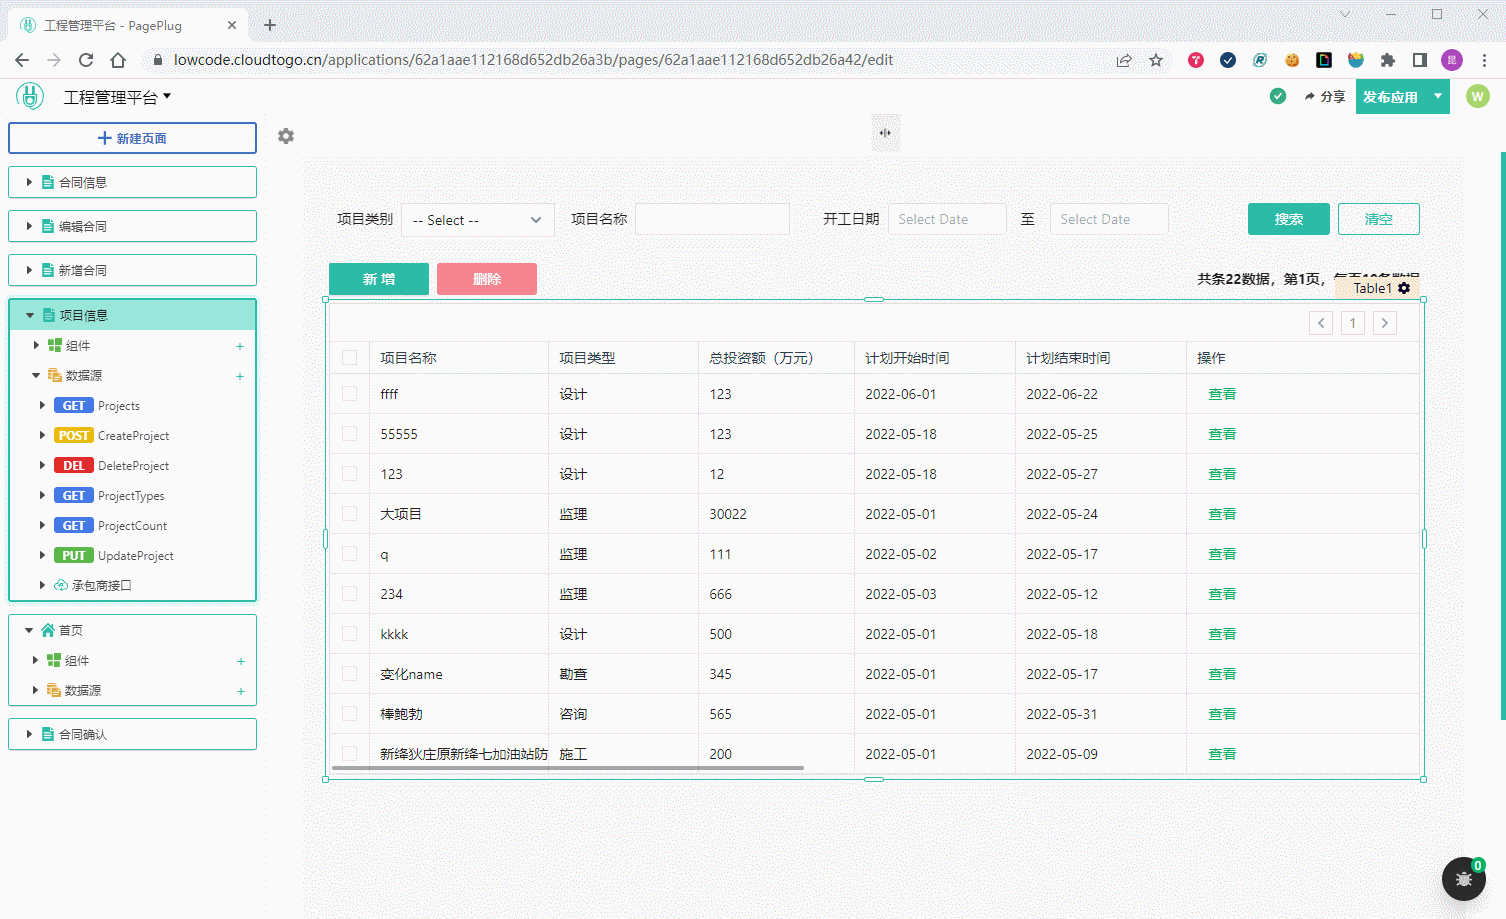 工程管理平台 - PagePlug
lowcode.cloudtogo.cn/applications/62a1aae112168d652db26a3b/pages/62a1aae112168d652db26a42/edit
昆
工程管理平台
分享
发布应用
W
新建页面
合同信息
编辑合同
新增合同
项目信息
组件
数据源
GET Projects
POST CreateProject
DEL DeleteProject
GET ProjectTypes
GET ProjectCount
PUT UpdateProject
承包商接口
首页
组件
数据源
合同确认
项目类别 -- Select -- 项目名称 开工日期 Select Date 至 Select Date 搜索 清空
新 增 删除 共条22数据，第1页，每页10条数据
Table1
1
项目名称 项目类型 总投资额（万元） 计划开始时间 计划结束时间 操作
ffff 设计 123 2022-06-01 2022-06-22 查看
55555 设计 123 2022-05-18 2022-05-25 查看
123 设计 12 2022-05-18 2022-05-27 查看
大项目 监理 30022 2022-05-01 2022-05-24 查看
q 监理 111 2022-05-02 2022-05-17 查看
234 监理 666 2022-05-03 2022-05-12 查看
kkkk 设计 500 2022-05-01 2022-05-18 查看
变化name 勘查 345 2022-05-01 2022-05-17 查看
棒鲍勃 咨询 565 2022-05-01 2022-05-31 查看
新绛狄庄原新绛七加油站防 施工 200 2022-05-01 2022-05-09 查看
0